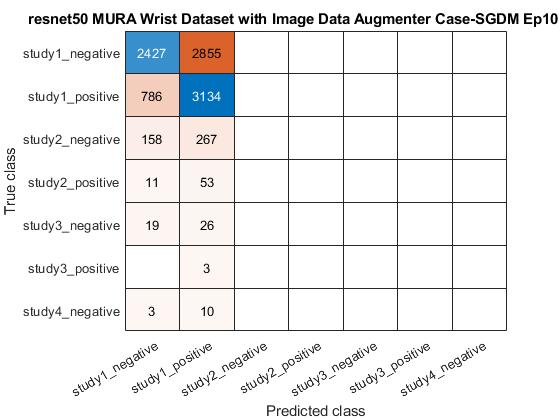 resnet50 MURA Wrist Dataset with Image Data Augmenter Case-SGDM Ep10
study1_negative 2427 2855
study1_positive 786 3134
study2_negative 158 267
study2_positive 11 53
study3_negative 19 26
study3_positive 3
study4_negative 3 10
True class
study1_negative study1_positive study2_negative study2_positive study3_negative study3_positive study4_negative
Predicted class